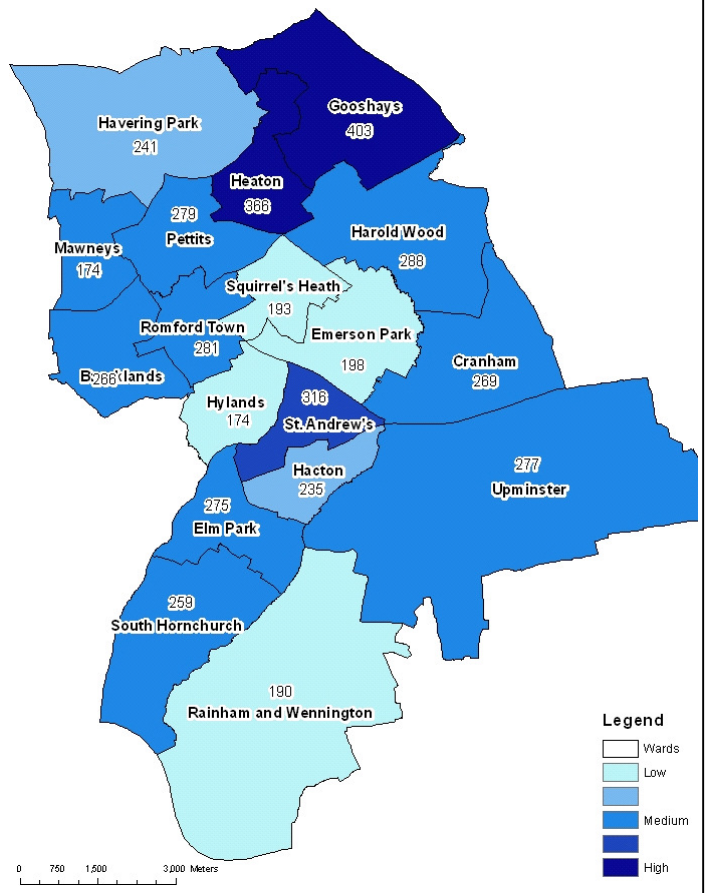 Gooshays
403
Havering Park
241
Heaton
279
Pettits
Harold Wood
288
Mawneys
174
Squirrel's Heath
193
Romford Town
281
Emerson Park
198
Cranham
269
266
Hylands
174
316
St. Andrew's
Hacton
235
277
Upminster
275
Elm Park
259
South Hornchurch
190
Rainham and Wennington
Legend
Wards
Low
Medium
High
0 750 1,500 3,000 Meters